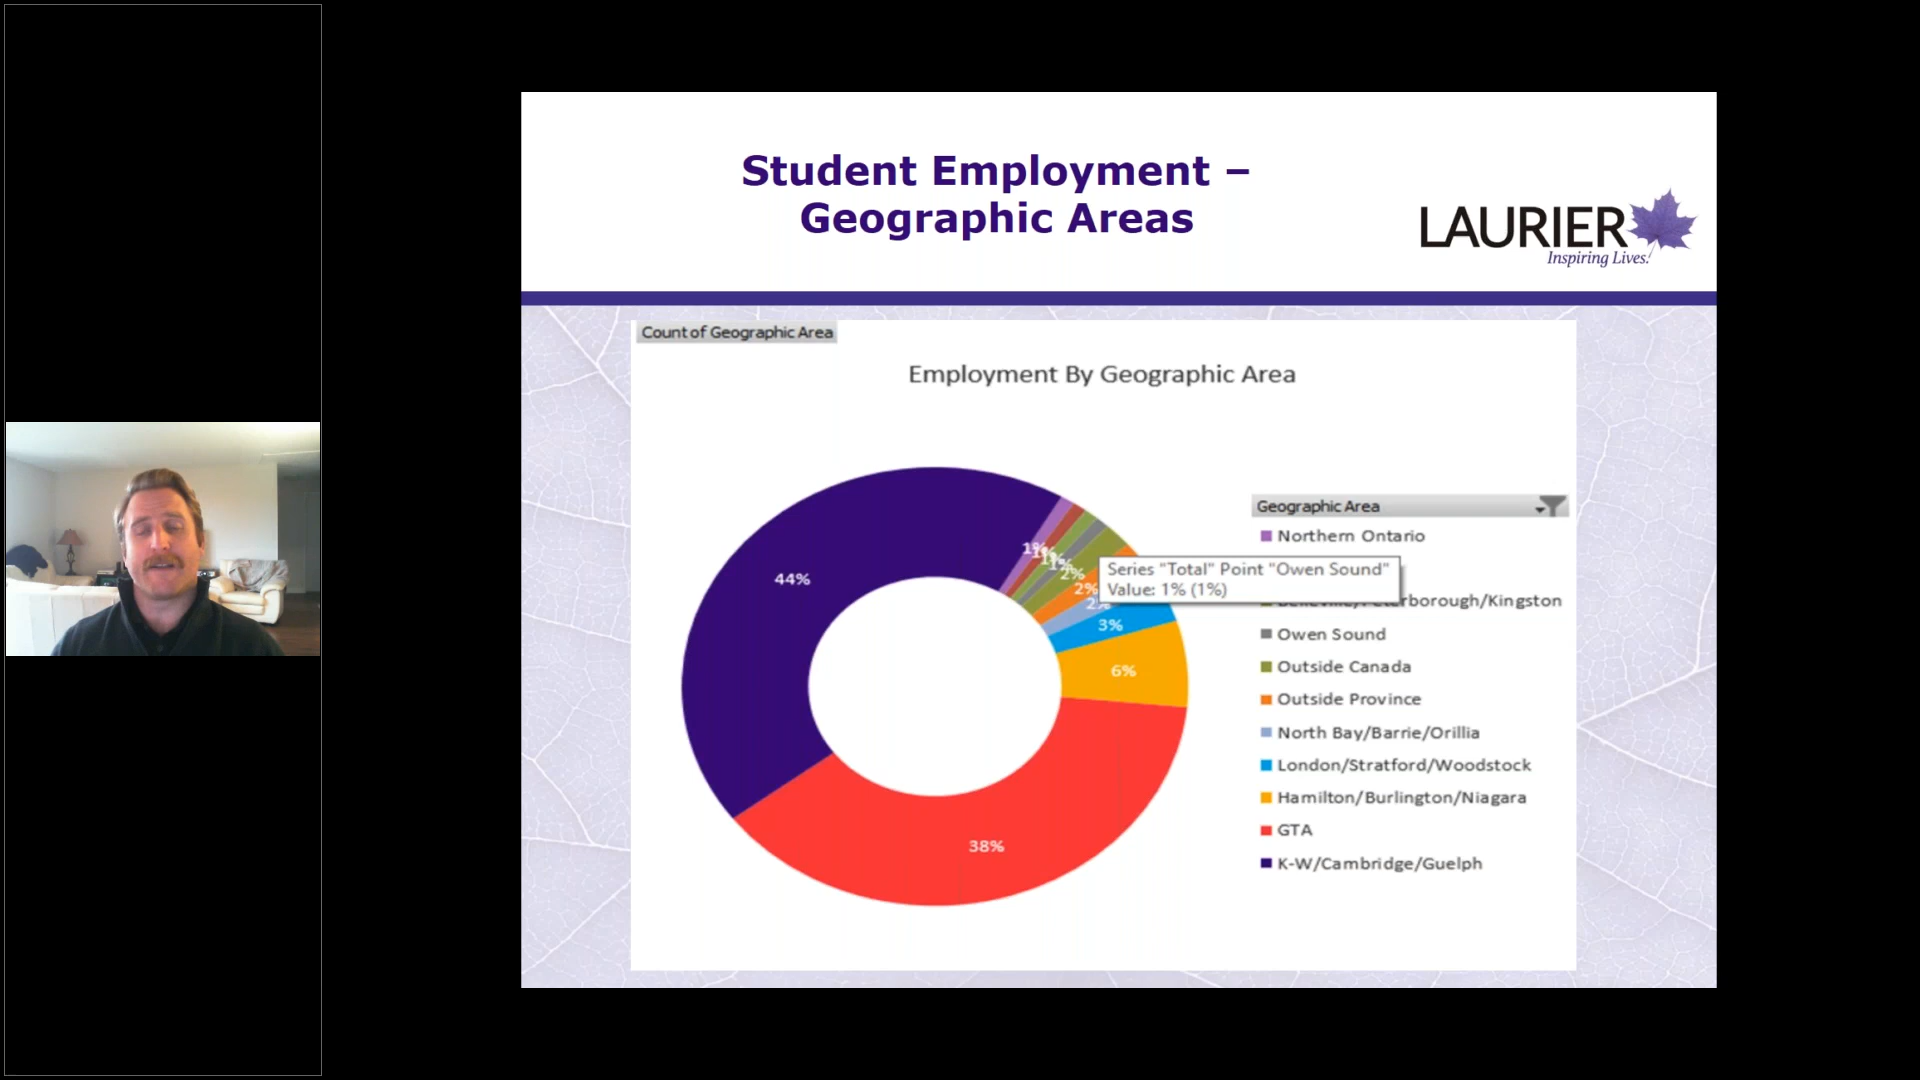 Student Employment –
Geographic Areas
LAURIER
Inspiring Lives.
Count of Geographic Area
Employment By Geographic Area
44%
1%
1%
1%
1%
2%
2%
2%
3%
6%
38%
Series "Total" Point "Owen Sound"
Value: 1% (1%)
Geographic Area
Northern Ontario
Belleville/Peterborough/Kingston
Owen Sound
Outside Canada
Outside Province
North Bay/Barrie/Orillia
London/Stratford/Woodstock
Hamilton/Burlington/Niagara
GTA
K-W/Cambridge/Guelph